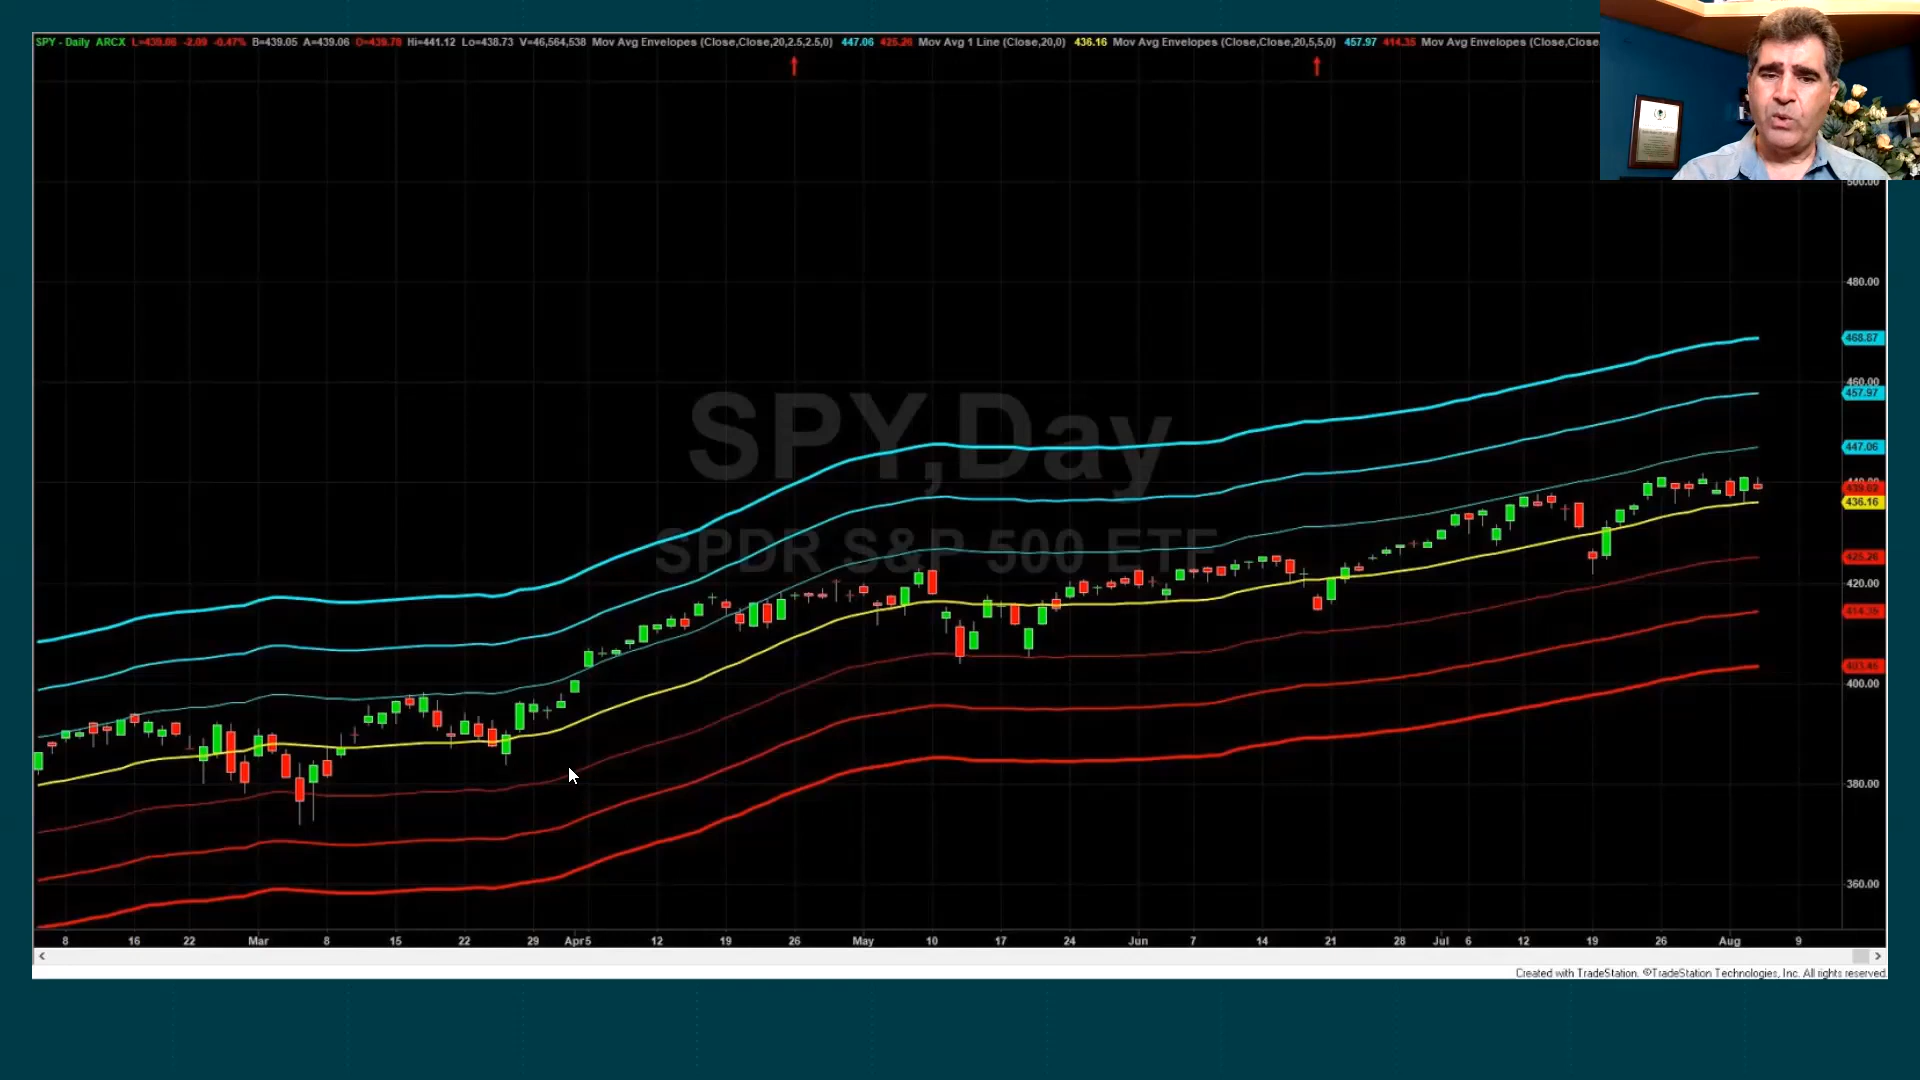 SPY - Daily ARCX L=439.06 -2.09 -0.47% B=439.05 A=439.06 O=439.78 Hi=441.12 Lo=438.73 V=46,564,538 Mov Avg Envelopes (Close,Close,20,2.5,2.5,0) 447.06 425.26 Mov Avg 1 Line (Close,20,0) 436.16 Mov Avg Envelopes (Close,Close,20,5,5,0) 457.97 414.35 Mov Avg Envelopes (Close,Close
500.00
480.00
468.87
460.00
457.97
447.06
436.16
425.26
420.00
414.35
403.45
400.00
380.00
360.00
SPY,Day
SPDR S&P 500 ETF
8 16 22 Mar 8 15 22 29 Apr5 12 19 26 May 10 17 24 Jun 7 14 21 28 Jul 6 12 19 26 Aug 9
Created with TradeStation. ©TradeStation Technologies, Inc. All rights reserved.